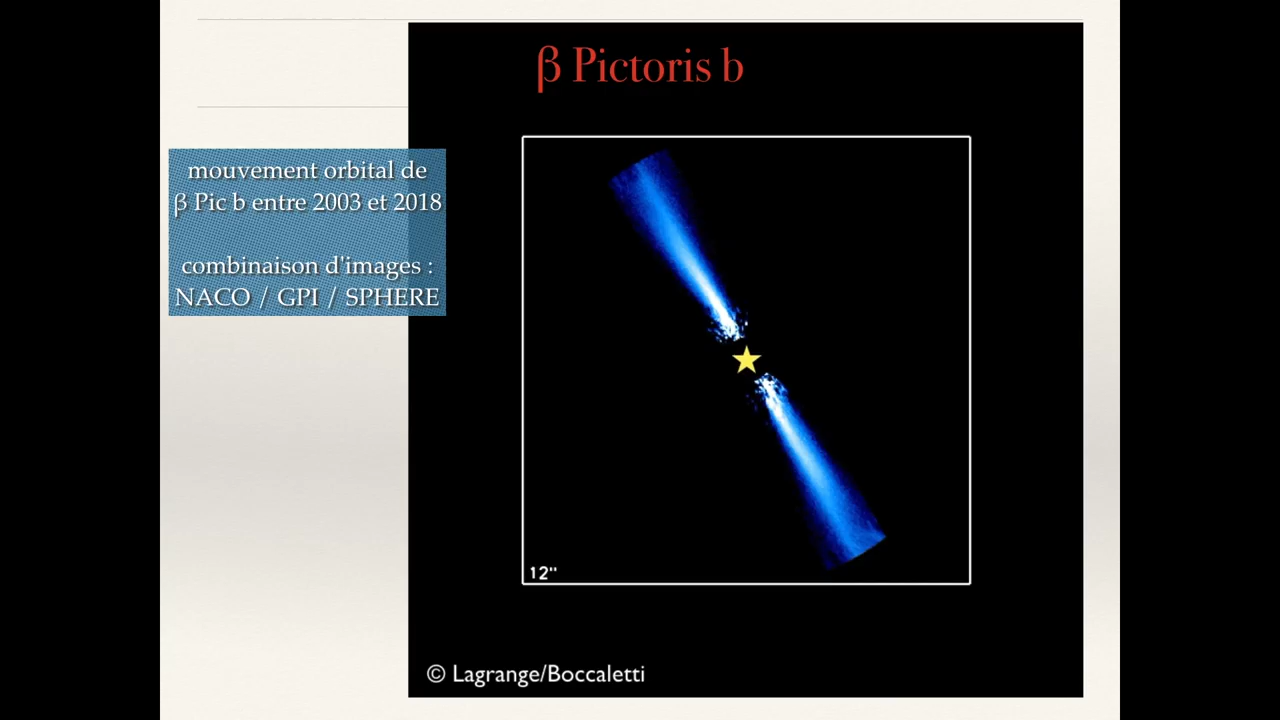 β Pictoris b
mouvement orbital de
β Pic b entre 2003 et 2018
combinaison d'images :
NACO / GPI / SPHERE
12"
© Lagrange/Boccaletti